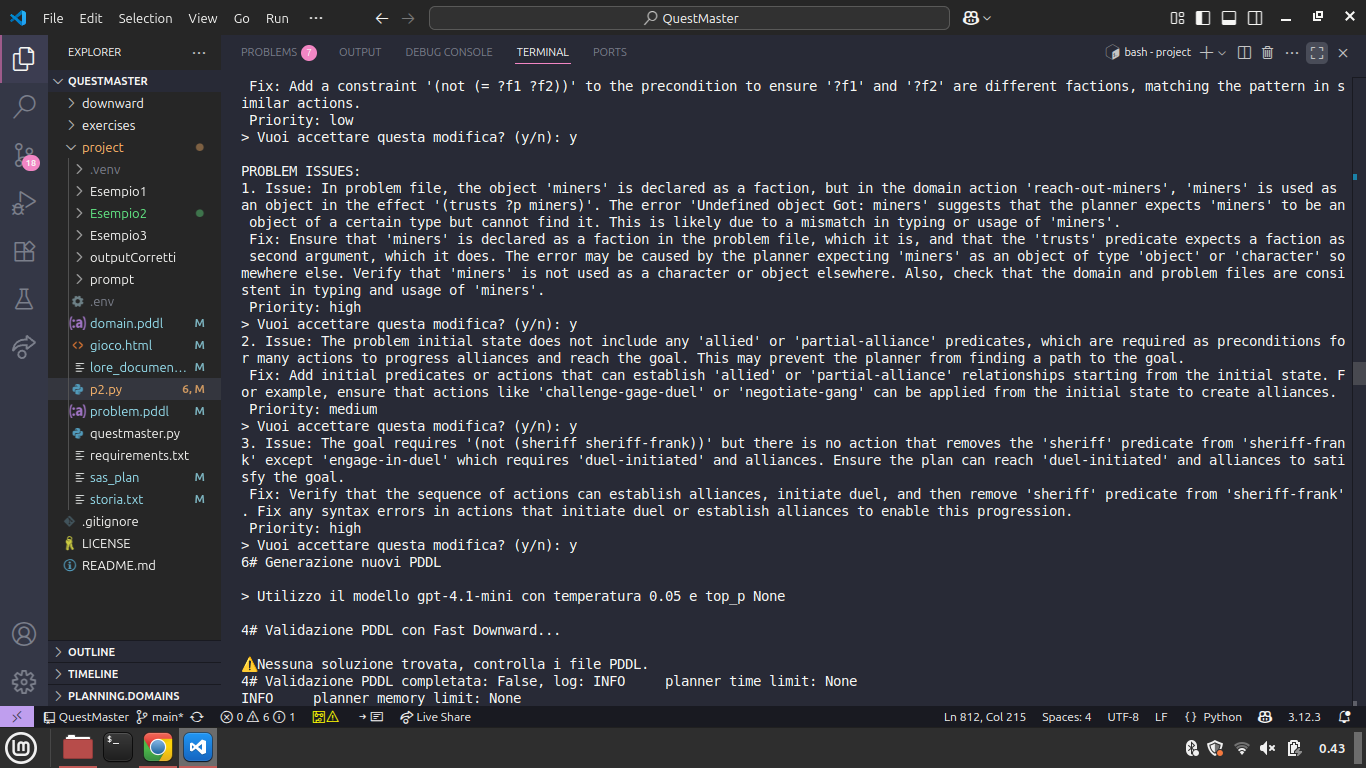 File Edit Selection View Go Run ··· QuestMaster
EXPLORER
QUESTMASTER
downward
exercises
project
.venv
Esempio1
Esempio2
Esempio3
outputCorretti
prompt
.env
domain.pddl M
gioco.html M
lore_documen... M
p2.py 6, M
problem.pddl M
questmaster.py
requirements.txt
sas_plan M
storia.txt M
.gitignore
LICENSE
README.md
OUTLINE
TIMELINE
PLANNING.DOMAINS
18
PROBLEMS 7 OUTPUT DEBUG CONSOLE TERMINAL PORTS bash - project
Fix: Add a constraint '(not (= ?f1 ?f2))' to the precondition to ensure '?f1' and '?f2' are different factions, matching the pattern in s
imilar actions.
Priority: low
> Vuoi accettare questa modifica? (y/n): y
PROBLEM ISSUES:
1. Issue: In problem file, the object 'miners' is declared as a faction, but in the domain action 'reach-out-miners', 'miners' is used as
an object in the effect '(trusts ?p miners)'. The error 'Undefined object Got: miners' suggests that the planner expects 'miners' to be an
object of a certain type but cannot find it. This is likely due to a mismatch in typing or usage of 'miners'.
Fix: Ensure that 'miners' is declared as a faction in the problem file, which it is, and that the 'trusts' predicate expects a faction as
second argument, which it does. The error may be caused by the planner expecting 'miners' as an object of type 'object' or 'character' so
mewhere else. Verify that 'miners' is not used as a character or object elsewhere. Also, check that the domain and problem files are consi
stent in typing and usage of 'miners'.
Priority: high
> Vuoi accettare questa modifica? (y/n): y
2. Issue: The problem initial state does not include any 'allied' or 'partial-alliance' predicates, which are required as preconditions fo
r many actions to progress alliances and reach the goal. This may prevent the planner from finding a path to the goal.
Fix: Add initial predicates or actions that can establish 'allied' or 'partial-alliance' relationships starting from the initial state. F
or example, ensure that actions like 'challenge-gage-duel' or 'negotiate-gang' can be applied from the initial state to create alliances.
Priority: medium
> Vuoi accettare questa modifica? (y/n): y
3. Issue: The goal requires '(not (sheriff sheriff-frank))' but there is no action that removes the 'sheriff' predicate from 'sheriff-fran
k' except 'engage-in-duel' which requires 'duel-initiated' and alliances. Ensure the plan can reach 'duel-initiated' and alliances to sati
sfy the goal.
Fix: Verify that the sequence of actions can establish alliances, initiate duel, and then remove 'sheriff' predicate from 'sheriff-frank'
. Fix any syntax errors in actions that initiate duel or establish alliances to enable this progression.
Priority: high
> Vuoi accettare questa modifica? (y/n): y
6# Generazione nuovi PDDL
> Utilizzo il modello gpt-4.1-mini con temperatura 0.05 e top_p None
4# Validazione PDDL con Fast Downward...
⚠️Nessuna soluzione trovata, controlla i file PDDL.
4# Validazione PDDL completata: False, log: INFO planner time limit: None
INFO planner memory limit: None
QuestMaster main* 0 6 1 Live Share Ln 812, Col 215 Spaces: 4 UTF-8 LF {} Python 3.12.3
0.43